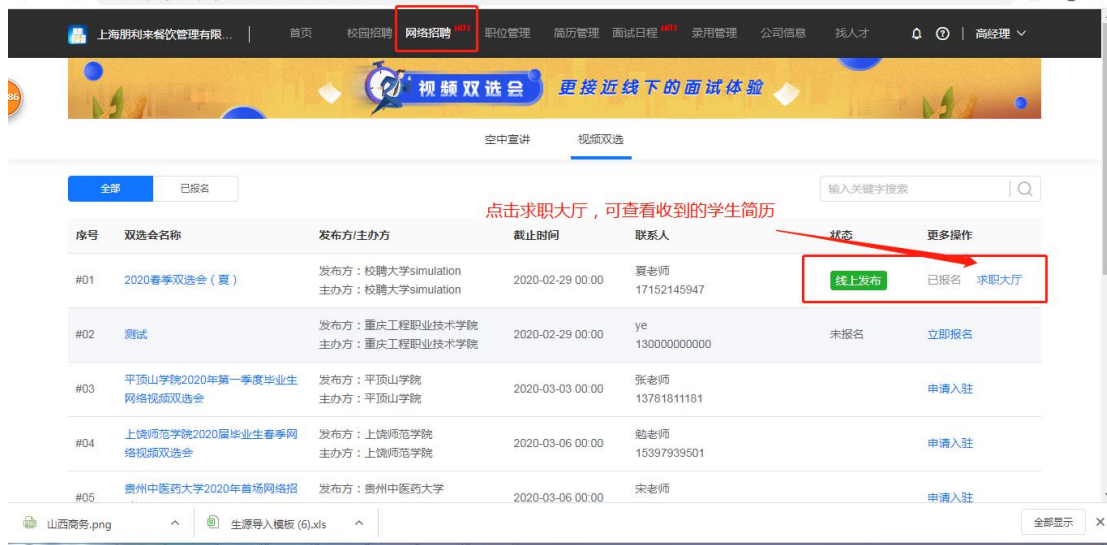 上海朋利来餐饮管理有限... | 首页 校园招聘 网络招聘 HOT 职位管理 简历管理 面试日程 HOT 录用管理 公司信息 找人才 | 高经理
86
视频双选会 更接近线下的面试体验
空中宣讲 视频双选
全部 已报名 输入关键字搜索
点击求职大厅，可查看收到的学生简历
序号 双选会名称 发布方/主办方 截止时间 联系人 状态 更多操作
#01 2020春季双选会（夏） 发布方：校聘大学simulation 2020-02-29 00:00 夏老师 线上发布 已报名 求职大厅
主办方：校聘大学simulation 17152145947
#02 测试 发布方：重庆工程职业技术学院 2020-02-29 00:00 ye 未报名 立即报名
主办方：重庆工程职业技术学院 130000000000
#03 平顶山学院2020年第一季度毕业生 发布方：平顶山学院 2020-03-03 00:00 张老师 申请入驻
网络视频双选会 主办方：平顶山学院 13781811181
#04 上饶师范学院2020届毕业生春季网 发布方：上饶师范学院 2020-03-06 00:00 勉老师 申请入驻
络视频双选会 主办方：上饶师范学院 15397939501
#05 贵州中医药大学2020年首场网络招 发布方：贵州中医药大学 2020-03-06 00:00 宋老师 申请入驻
山西商务.png 生源导入模板 (6).xls 全部显示